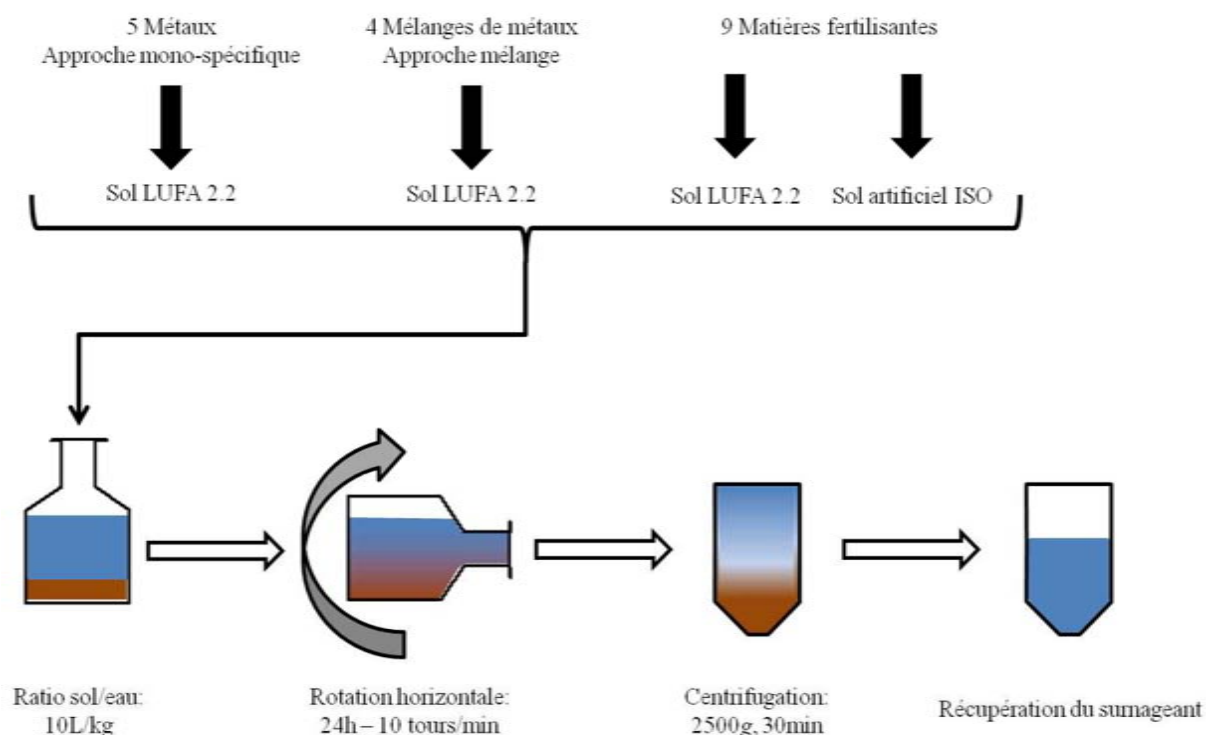 5 Métaux
Approche mono-spécifique
4 Mélanges de métaux
Approche mélange
9 Matières fertilisantes
Sol LUFA 2.2
Sol LUFA 2.2
Sol LUFA 2.2
Sol artificiel ISO
Ratio sol/eau:
10L/kg
Rotation horizontale:
24h – 10 tours/min
Centrifugation:
2500g, 30min
Récupération du surnageant